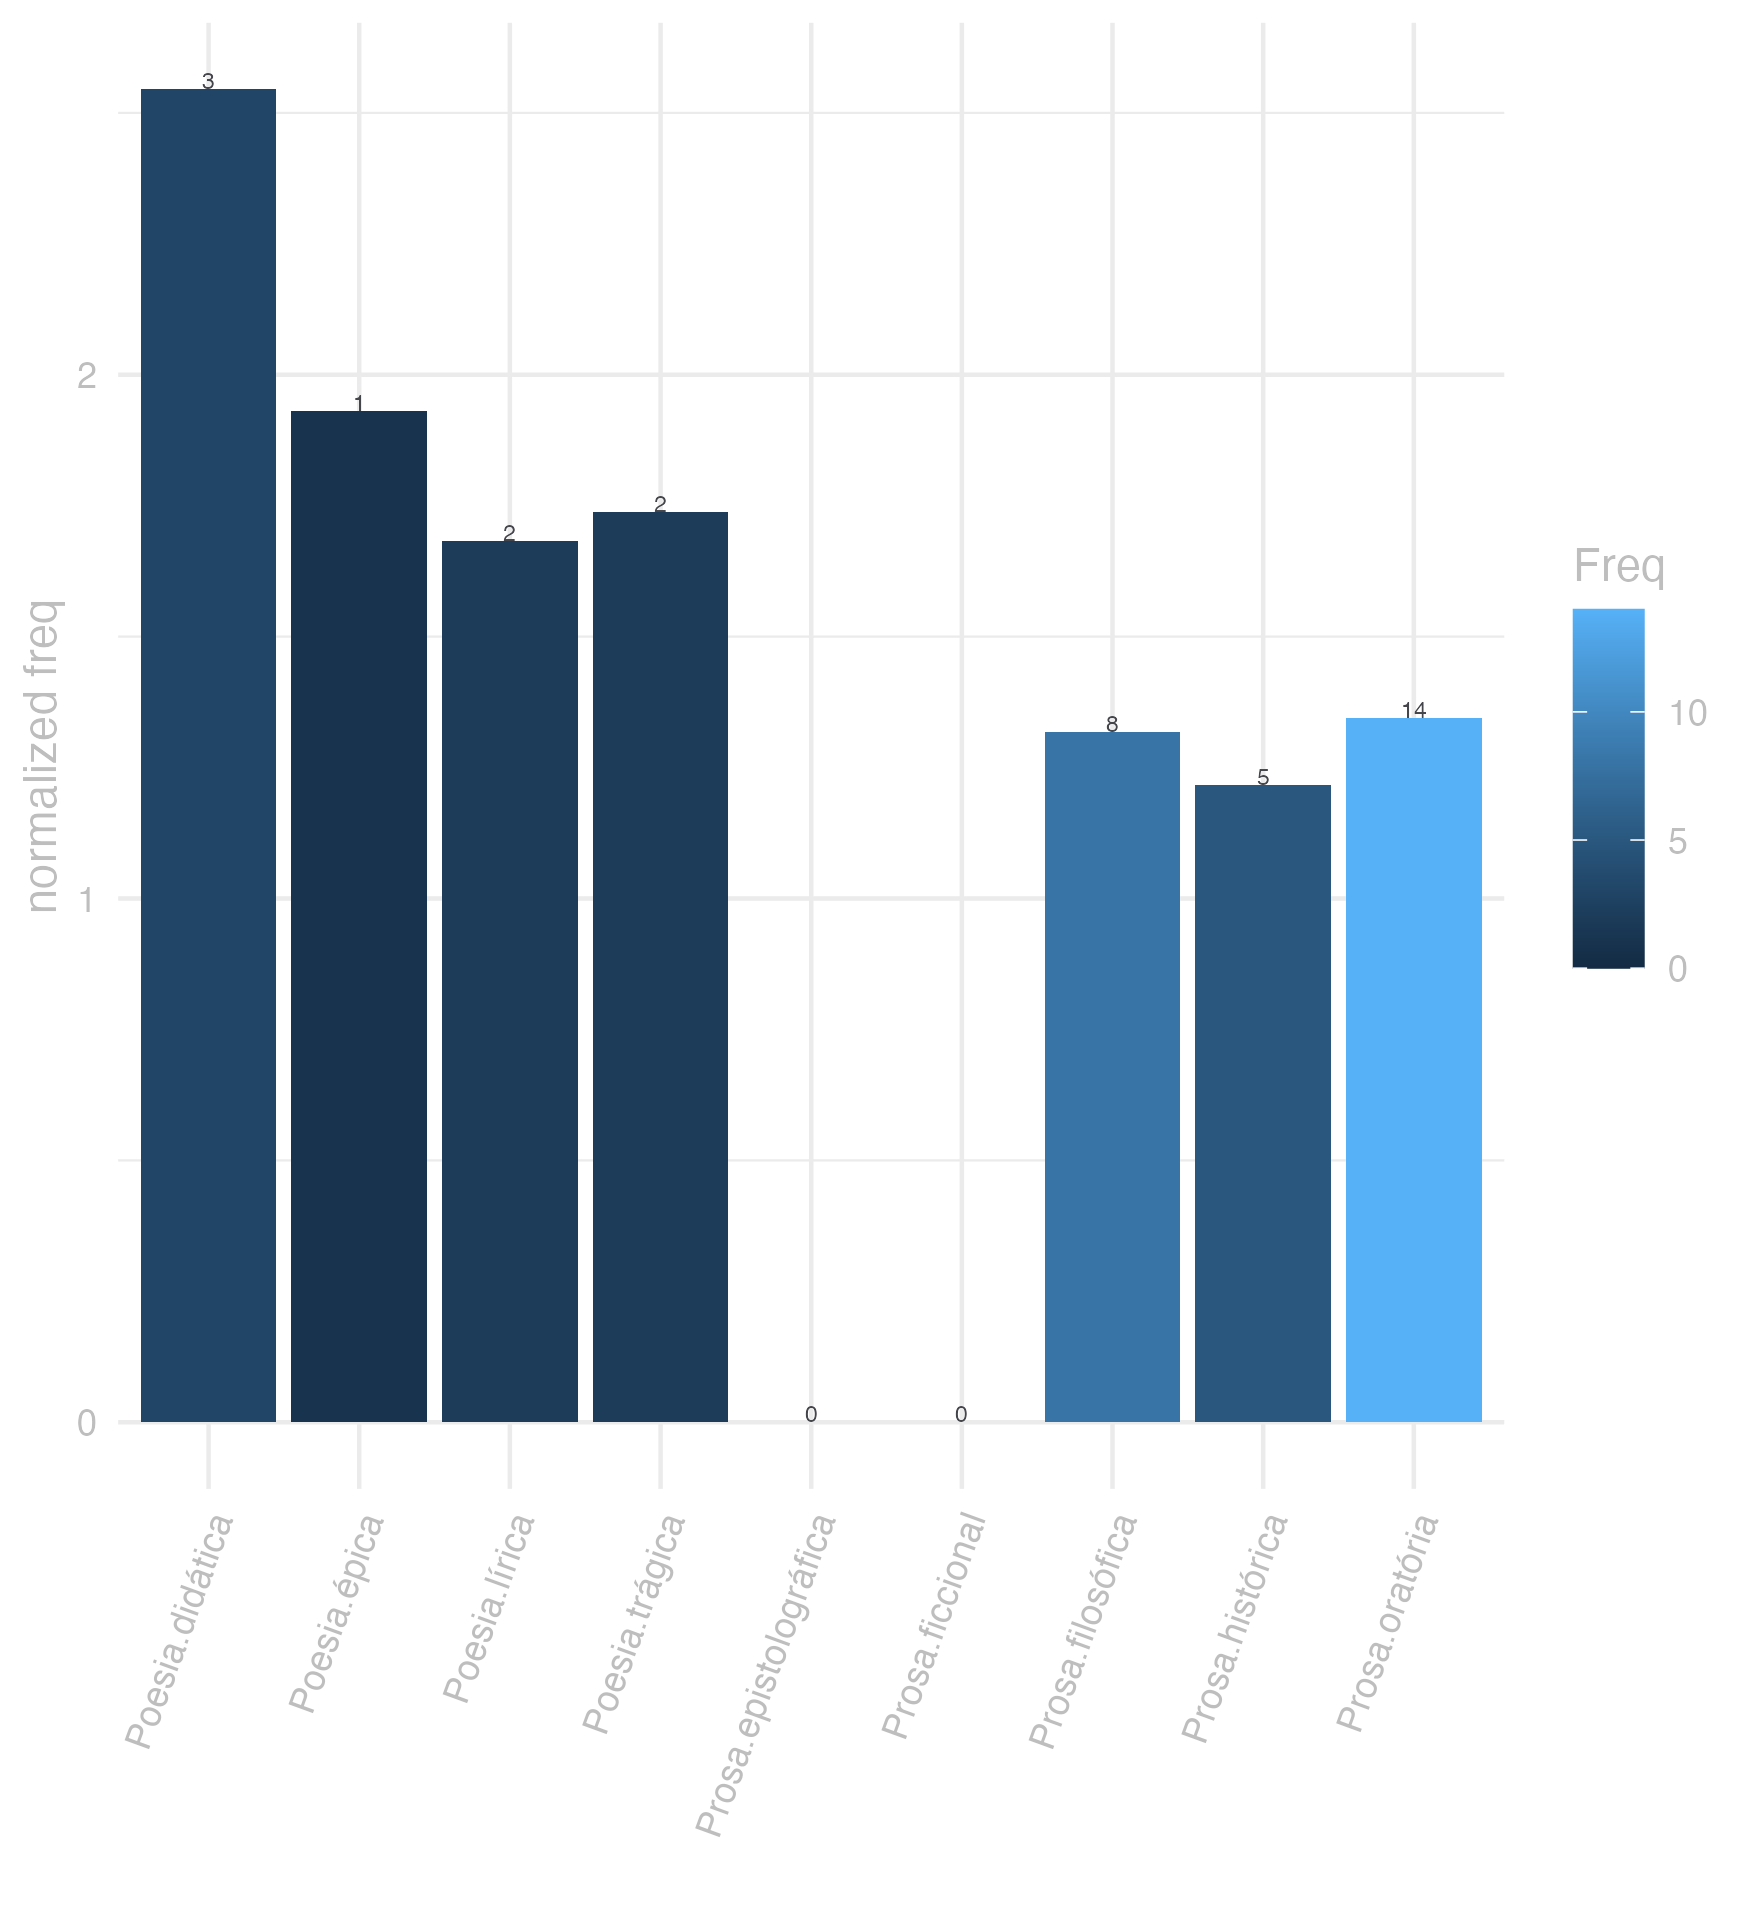 3
1
2
2
0
0
8
5
14
normalized freq
2
1
0
Poesia.didática
Poesia.épica
Poesia.lírica
Poesia.trágica
Prosa.epistolográfica
Prosa.ficcional
Prosa.filosófica
Prosa.histórica
Prosa.oratória
Freq
10
5
0